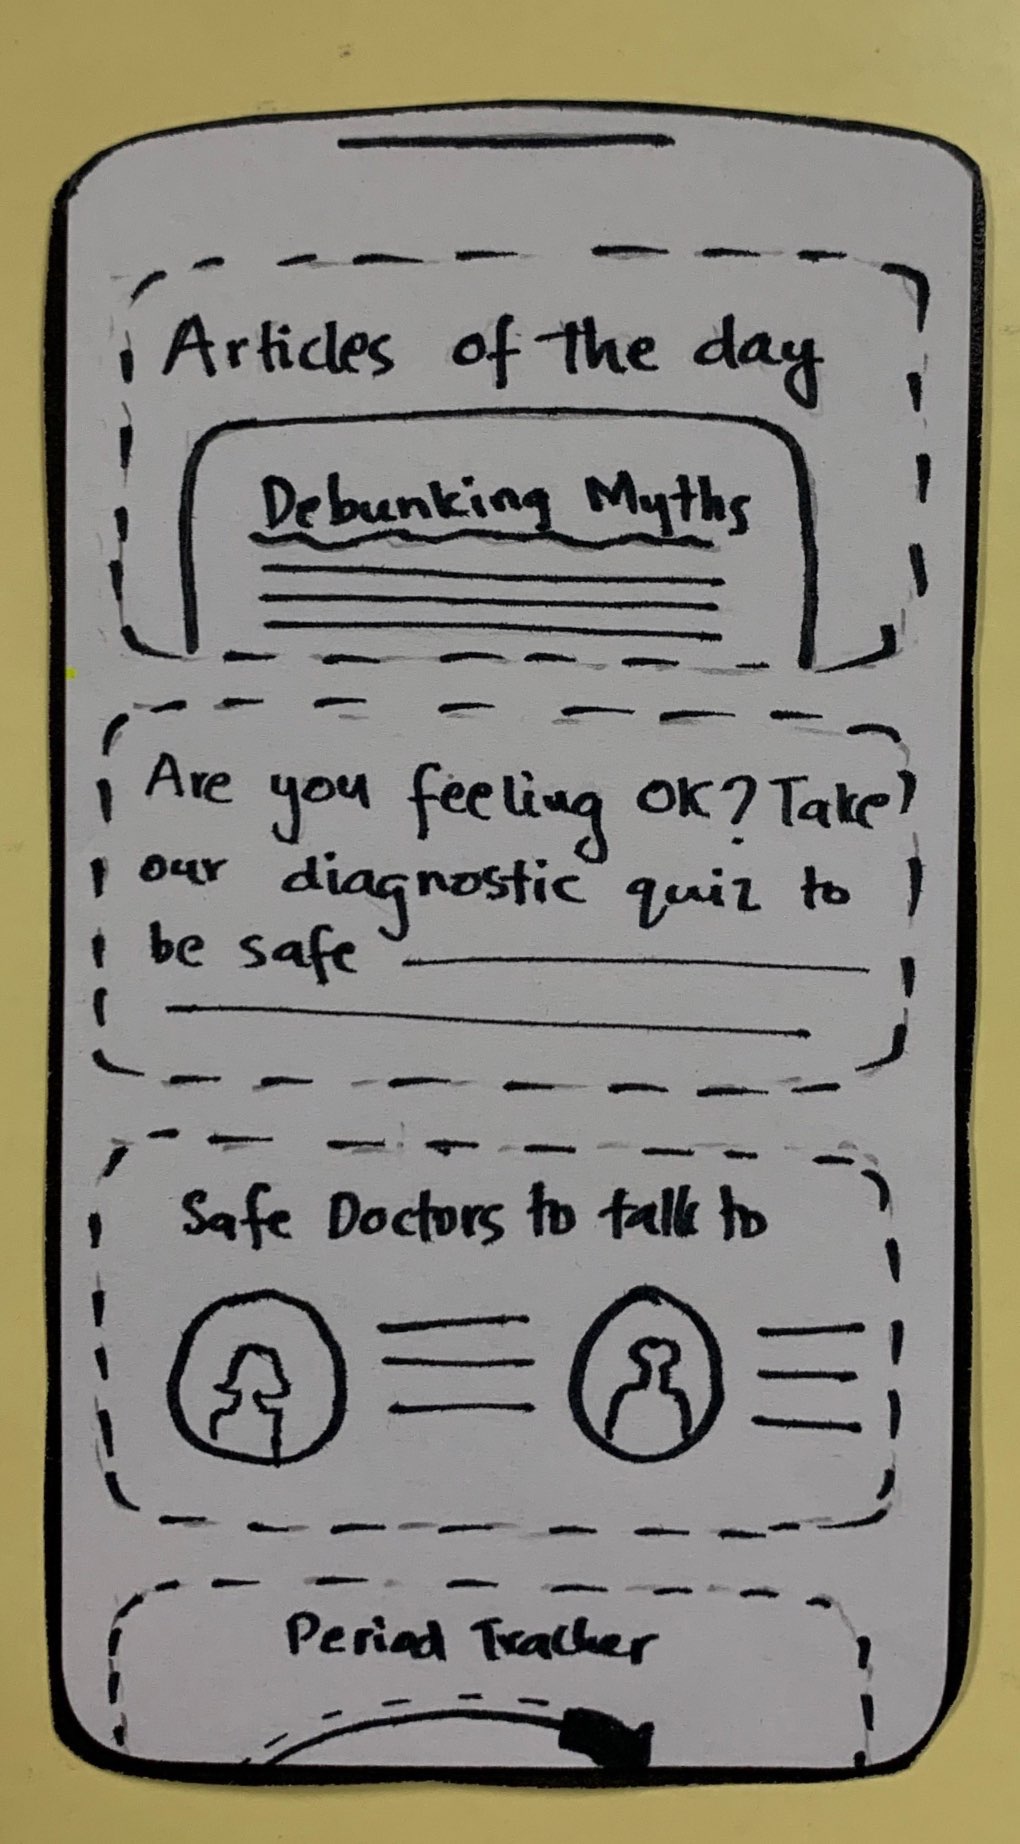 Articles of the day
Debunking Myths
Are you feeling OK? Take
our diagnostic quiz to
be safe
Safe Doctors to talk to
Period Tracker